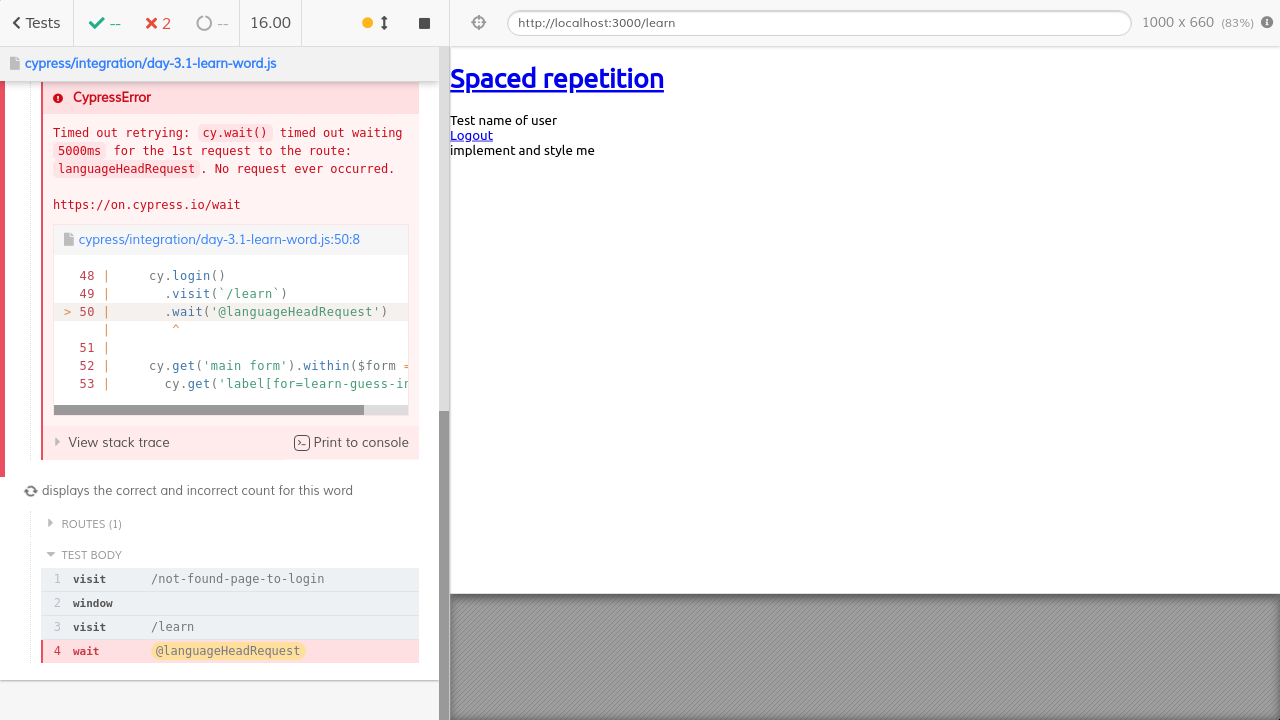 Tests
--
2
--
16.00
http://localhost:3000/learn
1000 x 660 (83%)
cypress/integration/day-3.1-learn-word.js
CypressError
Timed out retrying: cy.wait() timed out waiting
5000ms for the 1st request to the route:
languageHeadRequest. No request ever occurred.
https://on.cypress.io/wait
cypress/integration/day-3.1-learn-word.js:50:8
48 | cy.login()
49 | .visit(`/learn`)
> 50 | .wait('@languageHeadRequest')
| ^
51 |
52 | cy.get('main form').within($form =
53 | cy.get('label[for=learn-guess-in
View stack trace
Print to console
displays the correct and incorrect count for this word
ROUTES (1)
TEST BODY
1 visit /not-found-page-to-login
2 window
3 visit /learn
4 wait @languageHeadRequest
Spaced repetition
Test name of user
Logout
implement and style me